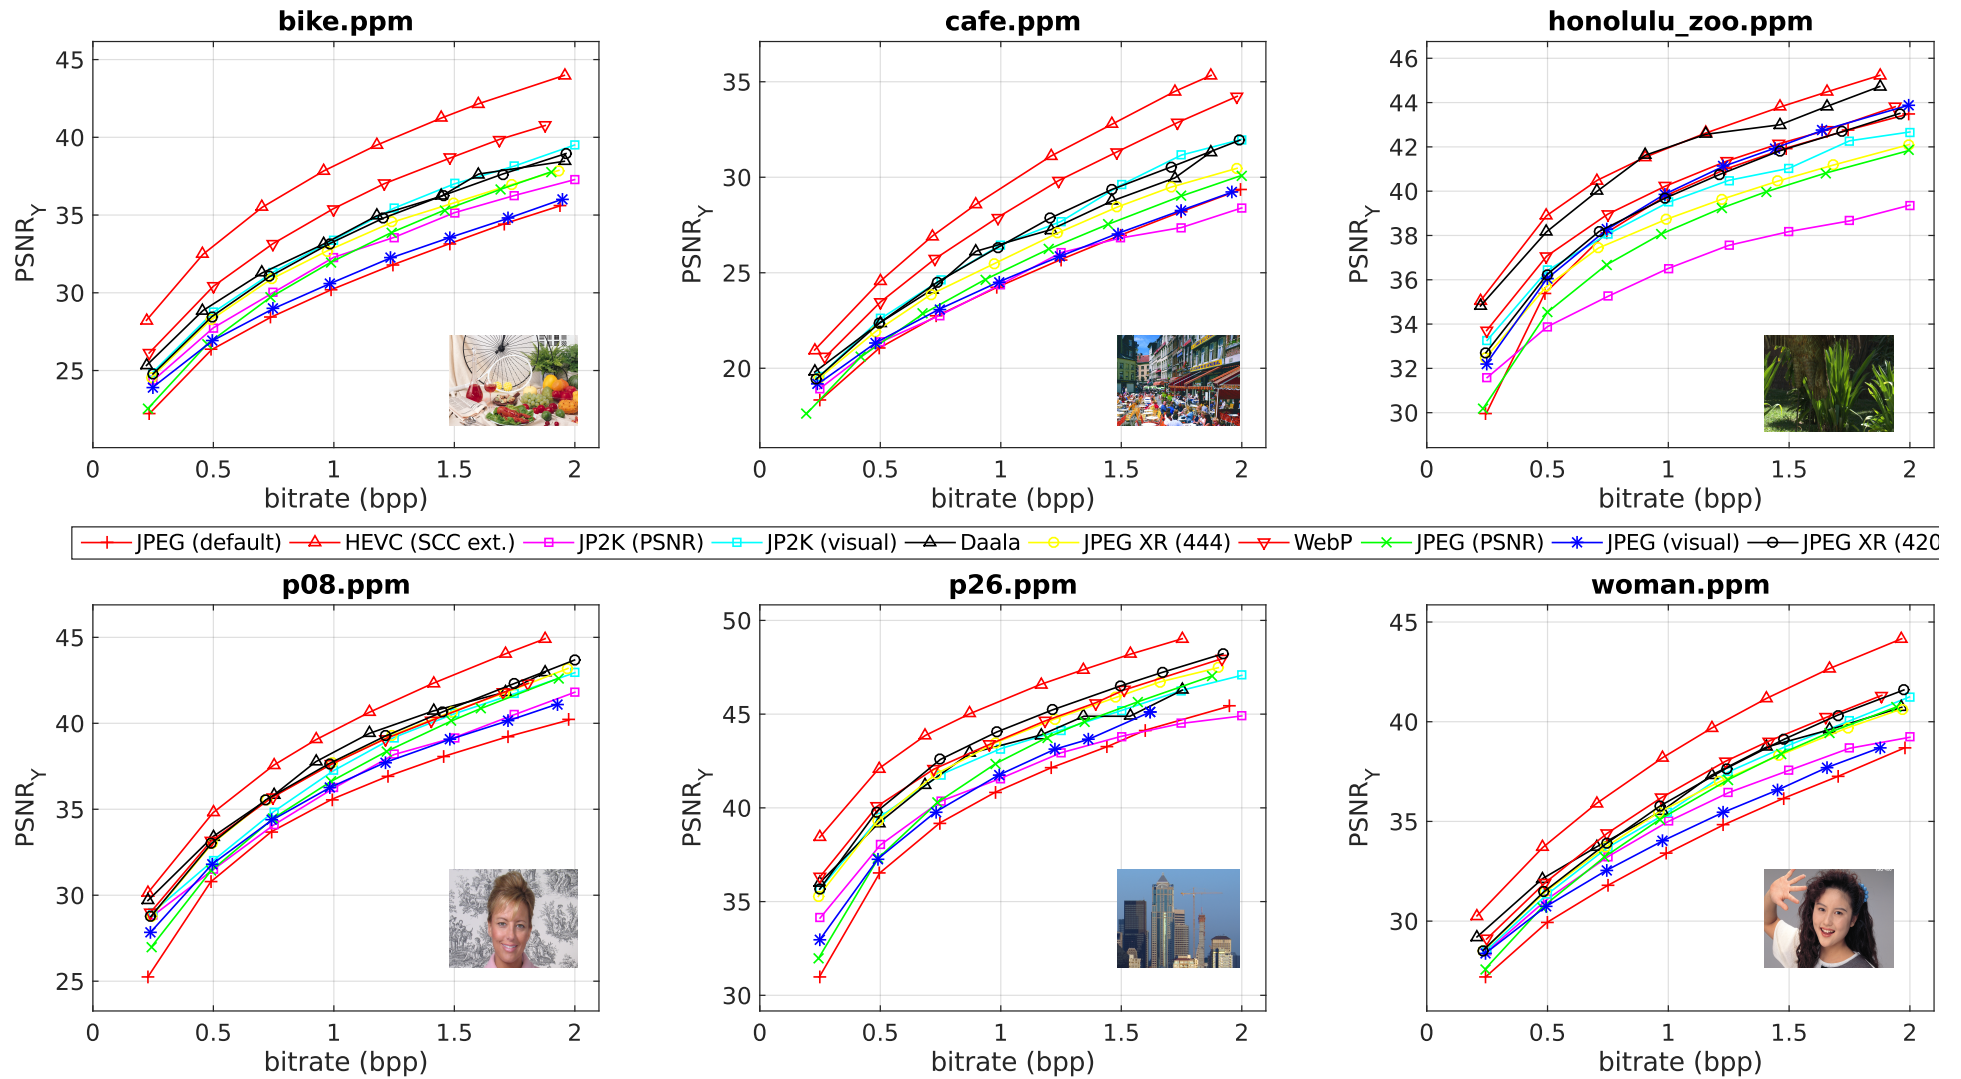 bike.ppm
45
40
35
30
25
PSNR_Y
0 0.5 1 1.5 2
bitrate (bpp)
cafe.ppm
35
30
25
20
PSNR_Y
0 0.5 1 1.5 2
bitrate (bpp)
honolulu_zoo.ppm
46
44
42
40
38
36
34
32
30
PSNR_Y
0 0.5 1 1.5 2
bitrate (bpp)
JPEG (default) HEVC (SCC ext.) JP2K (PSNR) JP2K (visual) Daala JPEG XR (444) WebP JPEG (PSNR) JPEG (visual) JPEG XR (420
p08.ppm
45
40
35
30
25
PSNR_Y
0 0.5 1 1.5 2
bitrate (bpp)
p26.ppm
50
45
40
35
30
PSNR_Y
0 0.5 1 1.5 2
bitrate (bpp)
woman.ppm
45
40
35
30
PSNR_Y
0 0.5 1 1.5 2
bitrate (bpp)